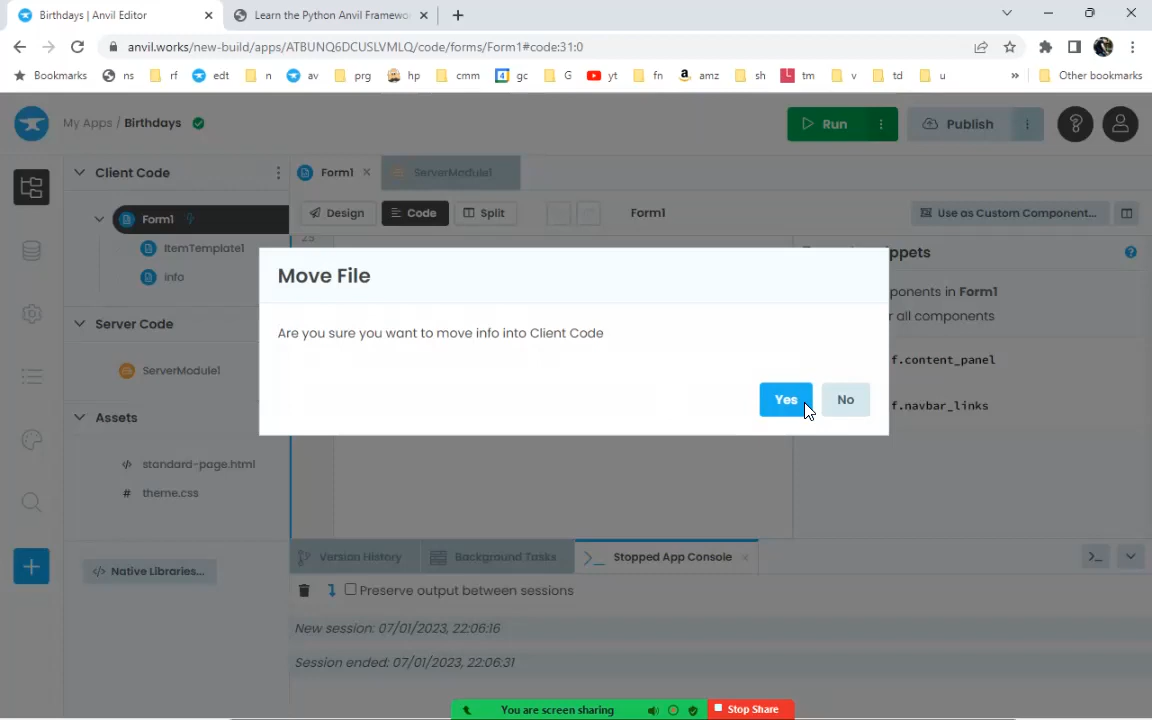 Birthdays | Anvil Editor
Learn the Python Anvil Framewo
anvil.works/new-build/apps/ATBUNQ6DCUSLVMLQ/code/forms/Form1#code:31:0
Bookmarks ns rf edt n av prg hp cmm gc G yt fn amz sh tm v td u » Other bookmarks
My Apps / Birthdays
Run
Publish
Client Code
Form1
ServerModule1
Form1
Design Code Split
Form1
Use as Custom Component...
ItemTemplate1
info
25
ppets
ponents in Form1
r all components
f.content_panel
f.navbar_links
Move File
Are you sure you want to move info into Client Code
Yes
No
Server Code
ServerModule1
Assets
standard-page.html
theme.css
Native Libraries...
Version History
Background Tasks
Stopped App Console
Preserve output between sessions
New session: 07/01/2023, 22:06:16
Session ended: 07/01/2023, 22:06:31
You are screen sharing
Stop Share